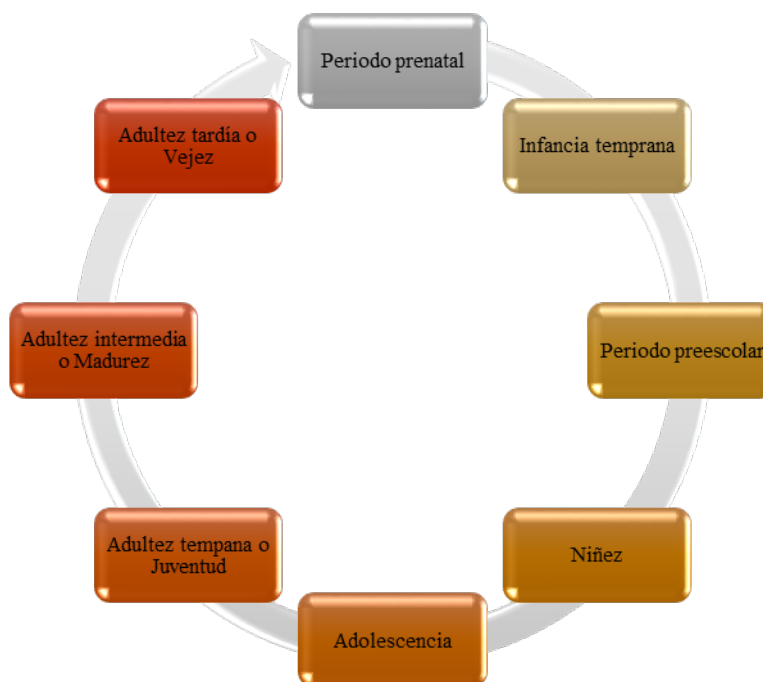 Periodo prenatal
Infancia temprana
Periodo preescolar
Niñez
Adolescencia
Adultez tempana o
Juventud
Adultez intermedia
o Madurez
Adultez tardía o
Vejez